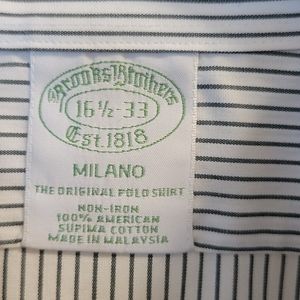 Brooks Brothers
16½-33
Est. 1818
MILANO
THE ORIGINAL POLO SHIRT
NON-IRON
100% AMERICAN
SUPIMA COTTON
MADE IN MALAYSIA